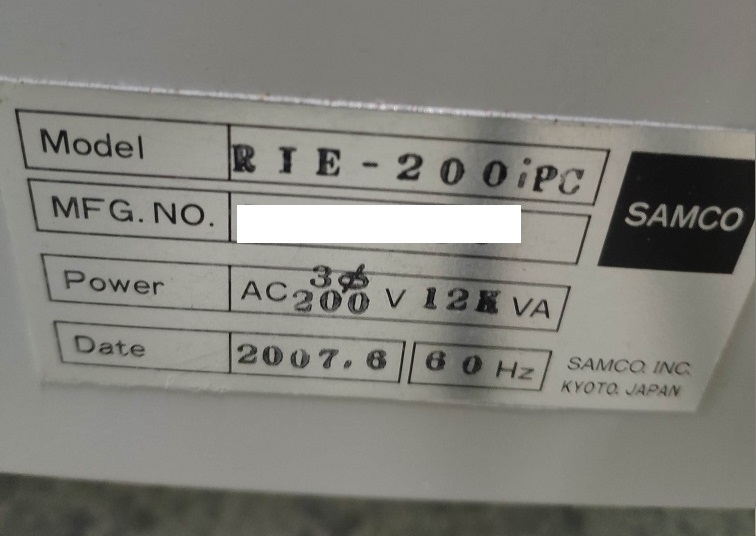 Model RIE-200iPC
SAMCO
MFG.NO.
Power AC 3ø 200 V 12K VA
Date 2007.6 60 Hz
SAMCO, INC.
KYOTO, JAPAN